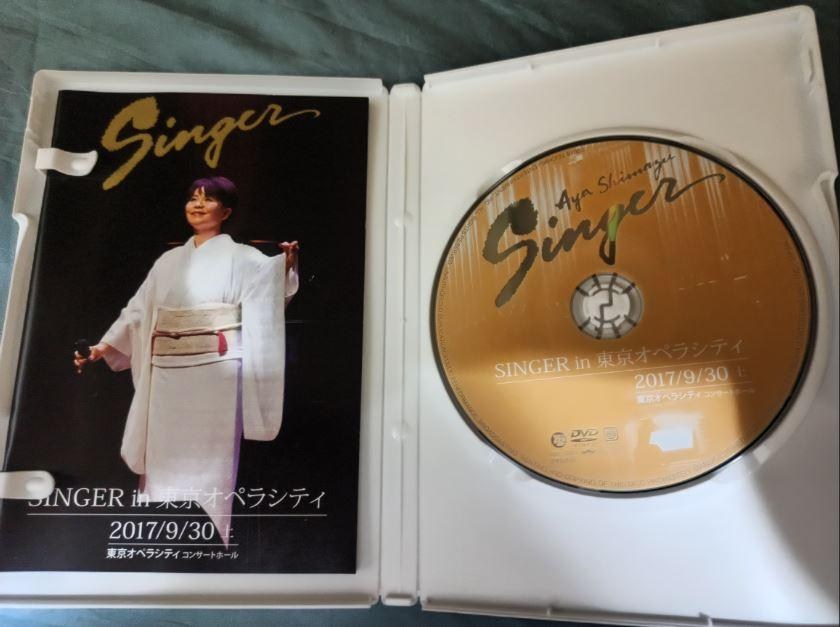 Singer
SINGER in 東京オペラシティ
2017/9/30 土
東京オペラシティ コンサートホール
Aya Shimazu
Singer
SINGER in 東京オペラシティ
2017/9/30 土
東京オペラシティ コンサートホール
DVD